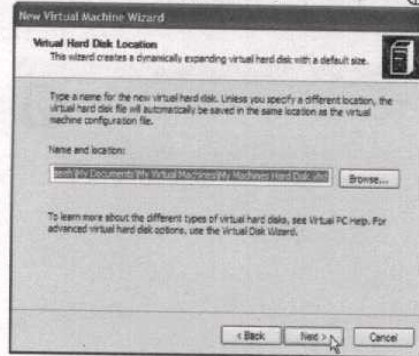 New Virtual Machine Wizard
Virtual Hard Disk Location
This wizard creates a dynamically expanding virtual hard disk with a default size.
Type a name for the new virtual hard disk. Unless you specify a different location, the
virtual hard disk file will automatically be saved in the same location as the virtual
machine configuration file.
Name and location:
\My Documents\My Virtual Machines\My Machines Hard Disk.vhd
Browse...
To learn more about the different types of virtual hard disks, see Virtual PC Help. For
advanced virtual hard disk options, use the Virtual Disk Wizard.
< Back
Next >
Cancel